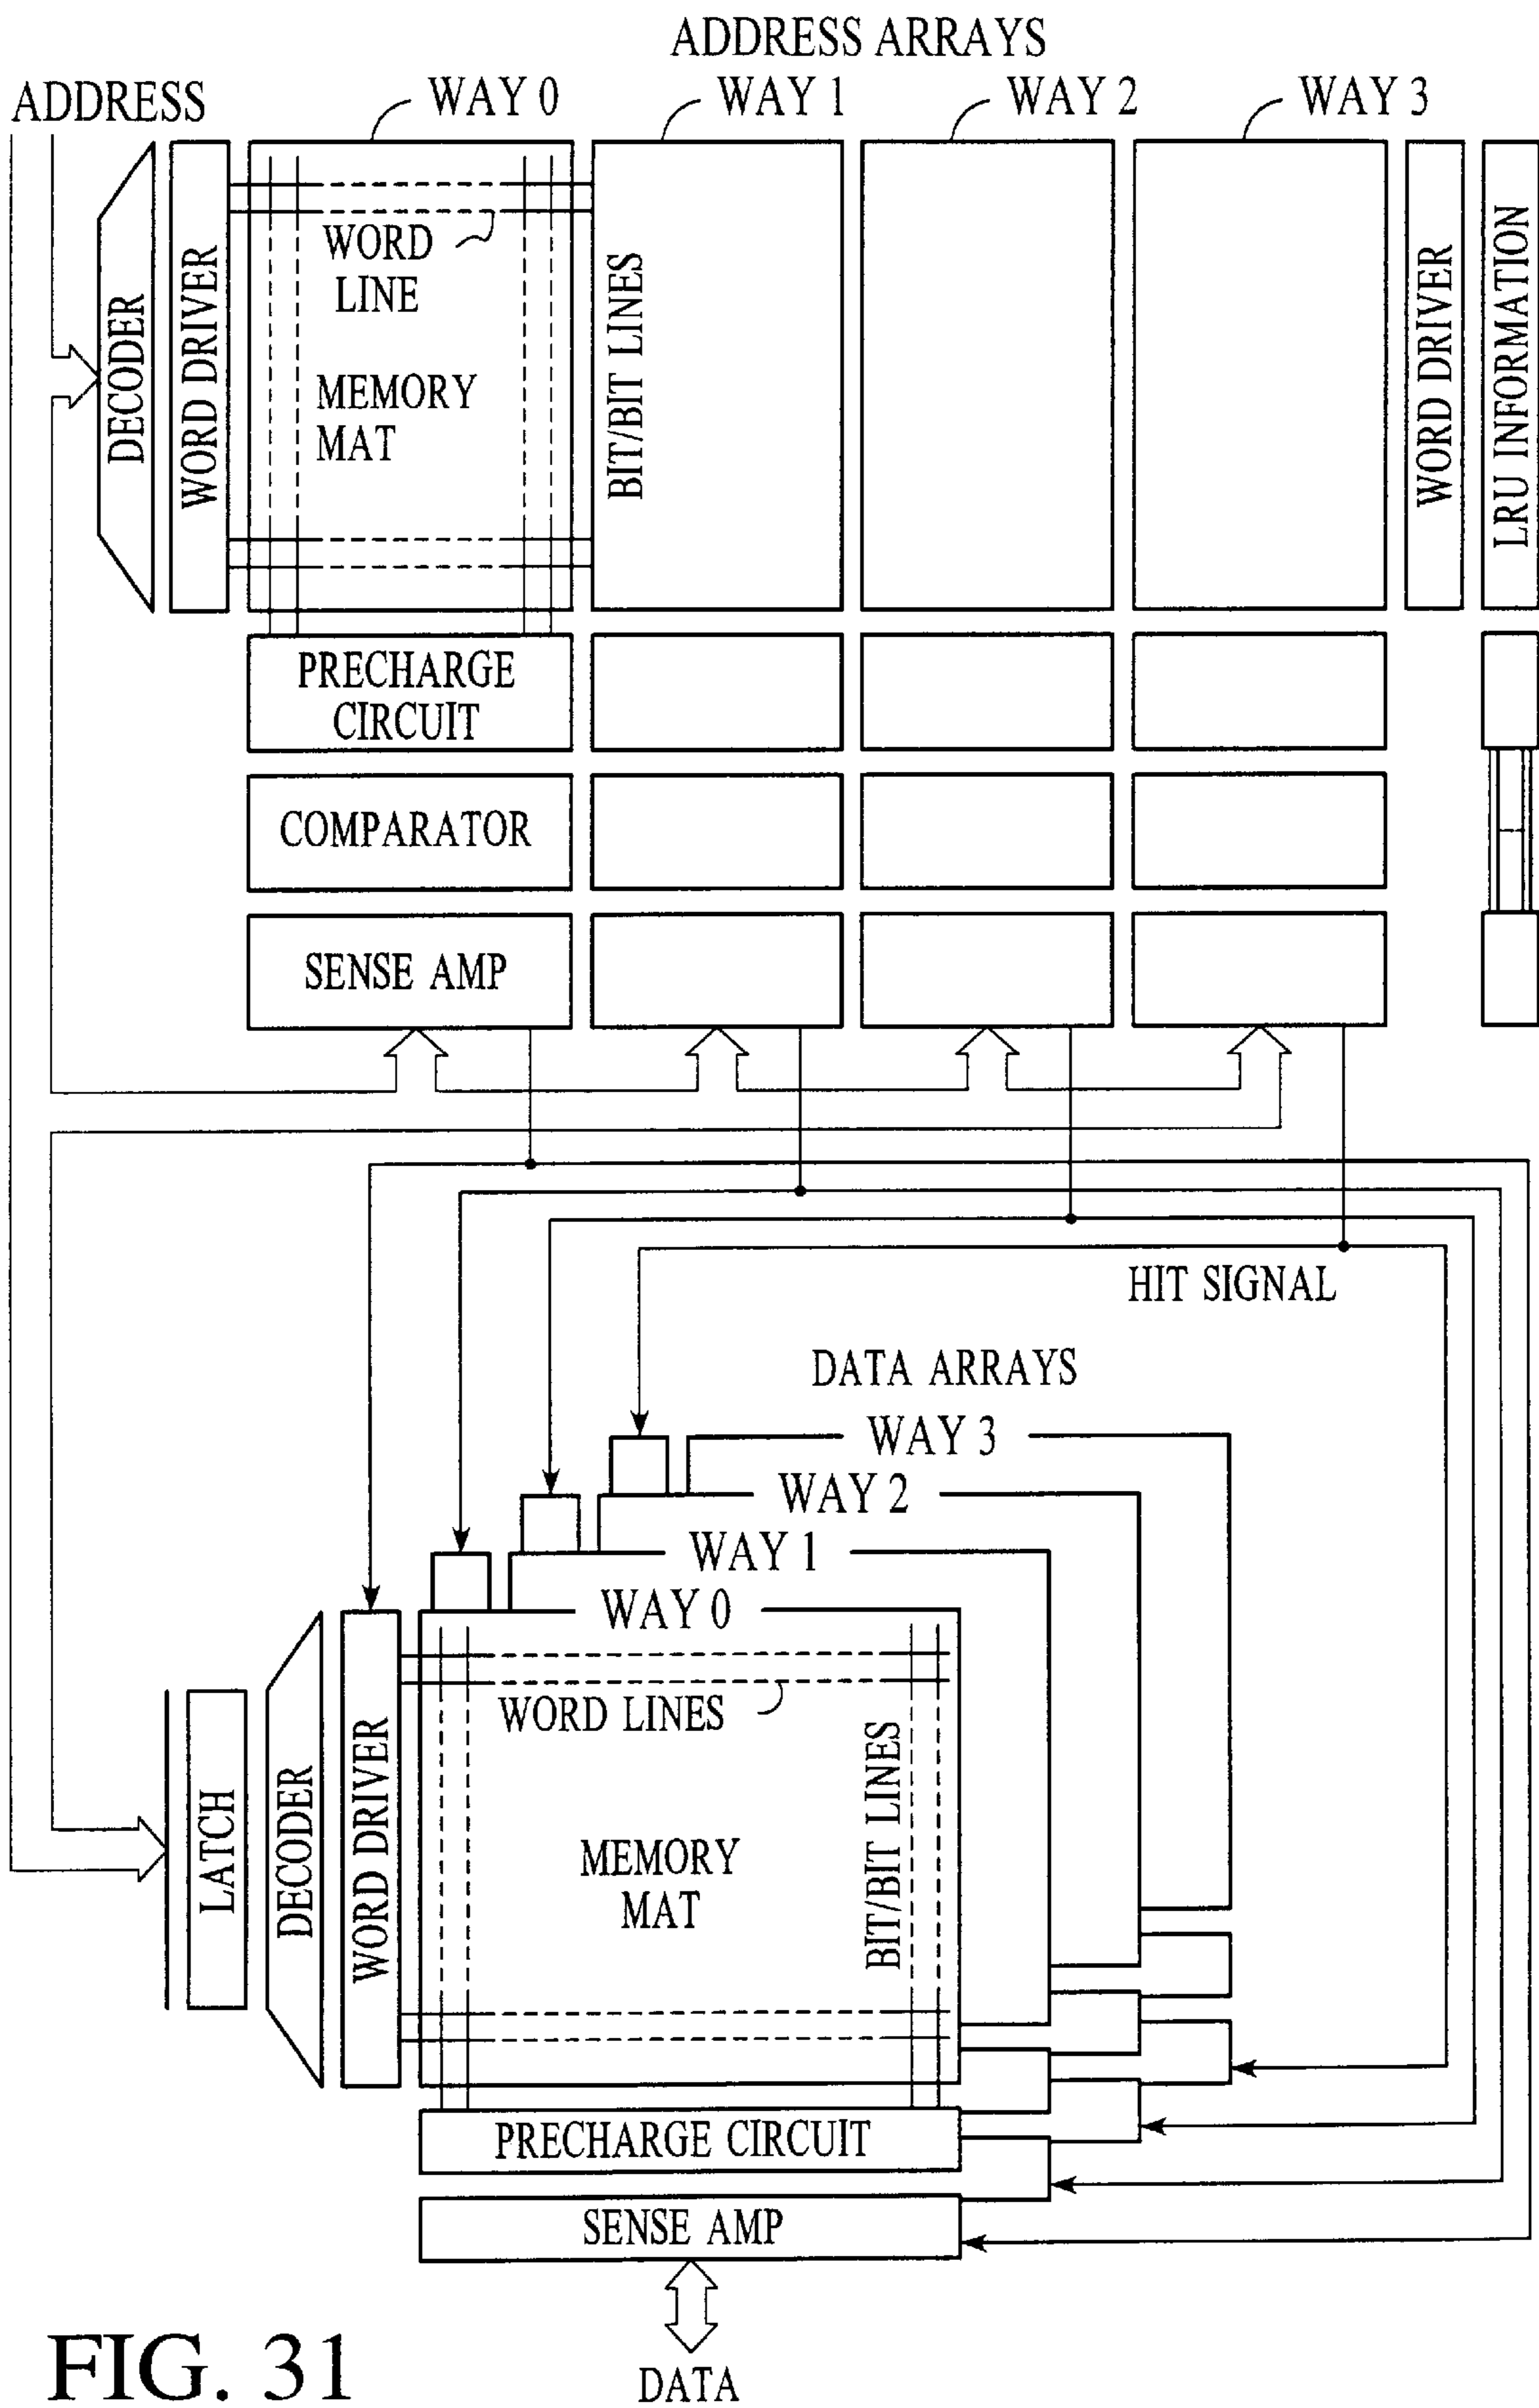 ADDRESS ARRAYS
ADDRESS
WAY 0
WAY 1
WAY 2
WAY 3
DECODER
WORD DRIVER
WORD
LINE
MEMORY
MAT
BIT/BIT LINES
WORD DRIVER
LRU INFORMATION
PRECHARGE
CIRCUIT
COMPARATOR
SENSE AMP
HIT SIGNAL
DATA ARRAYS
WAY 3
WAY 2
WAY 1
WAY 0
LATCH
DECODER
WORD DRIVER
WORD LINES
MEMORY
MAT
BIT/BIT LINES
PRECHARGE CIRCUIT
SENSE AMP
DATA
FIG. 31